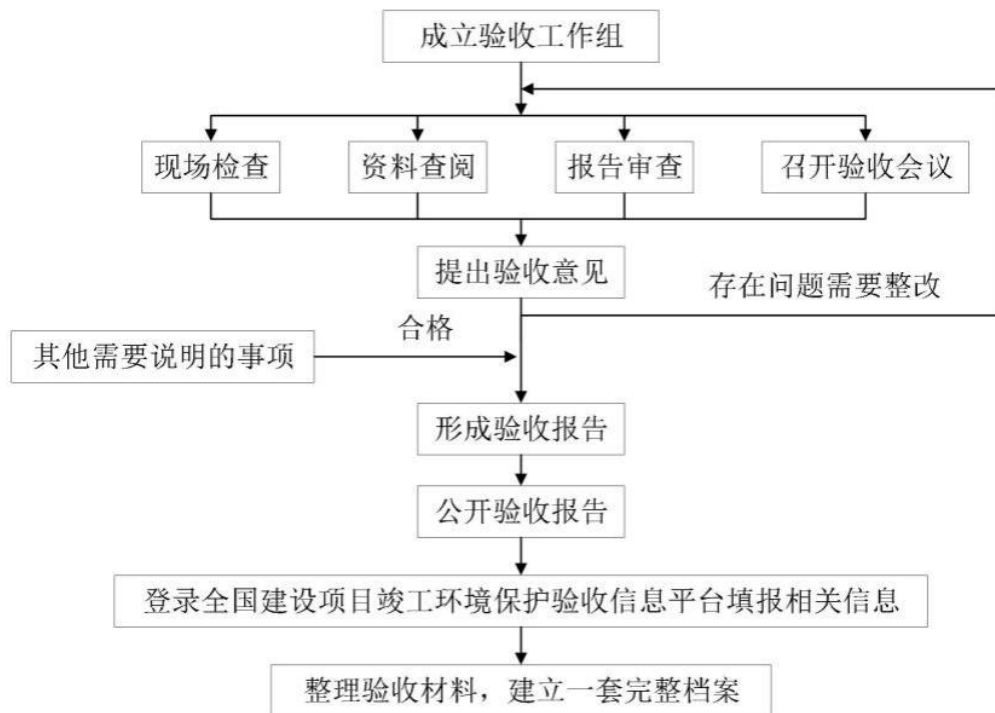 成立验收工作组
现场检查
资料查阅
报告审查
召开验收会议
提出验收意见
存在问题需要整改
合格
其他需要说明的事项
形成验收报告
公开验收报告
登录全国建设项目竣工环境保护验收信息平台填报相关信息
整理验收材料，建立一套完整档案